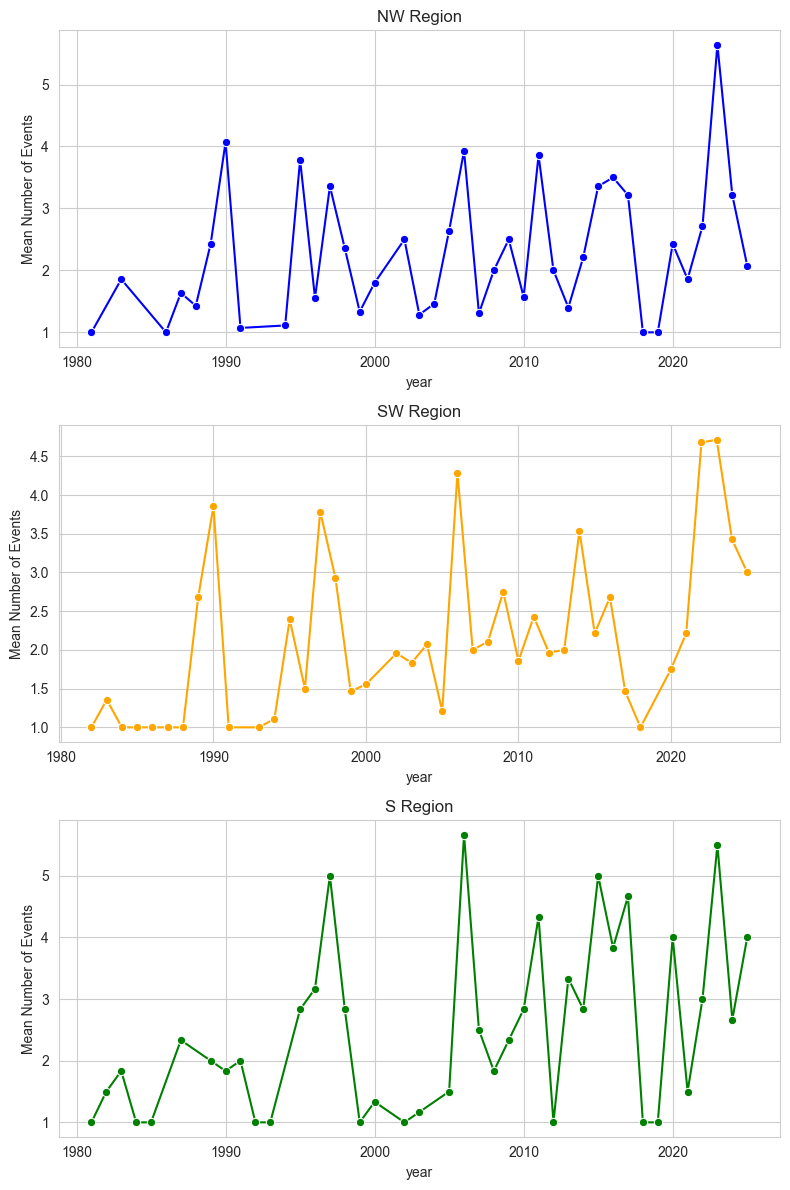 NW Region
Mean Number of Events
5
4
3
2
1
1980 1990 2000 2010 2020
year
SW Region
Mean Number of Events
4.5
4.0
3.5
3.0
2.5
2.0
1.5
1.0
1980 1990 2000 2010 2020
year
S Region
Mean Number of Events
5
4
3
2
1
1980 1990 2000 2010 2020
year